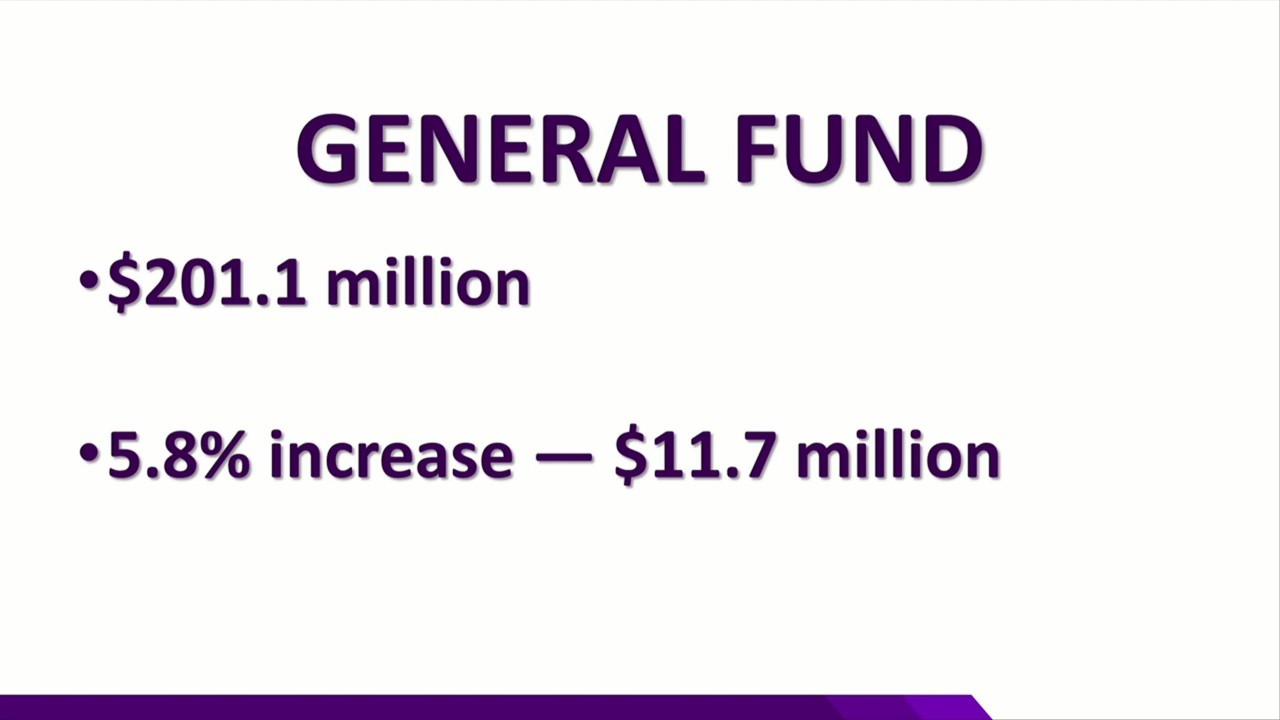 GENERAL FUND
•$201.1 million
•5.8% increase — $11.7 million